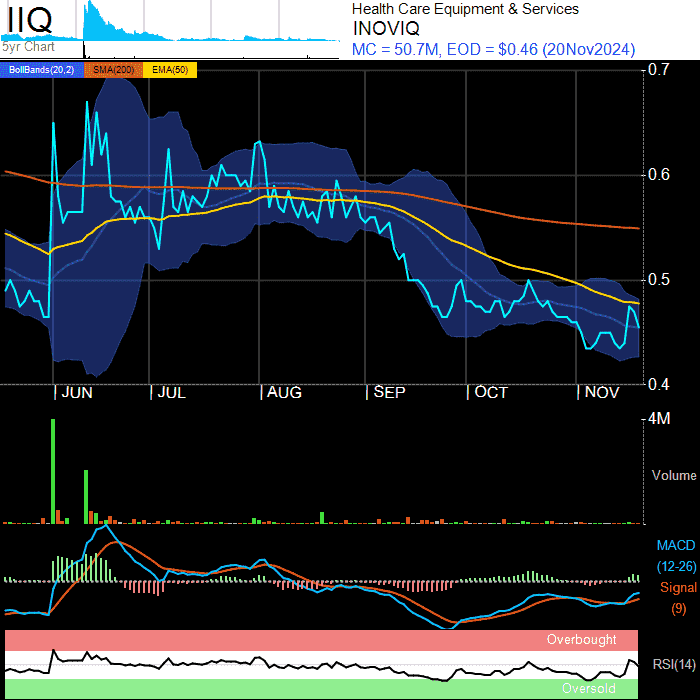 IIQ
5yr Chart
Health Care Equipment & Services
INOVIQ
MC = 50.7M, EOD = $0.46 (20Nov2024)
BollBands(20,2) SMA(200) EMA(50)
0.7
0.6
0.5
0.4
JUN JUL AUG SEP OCT NOV
4M
Volume
MACD
(12-26)
Signal
(9)
Overbought
RSI(14)
Oversold